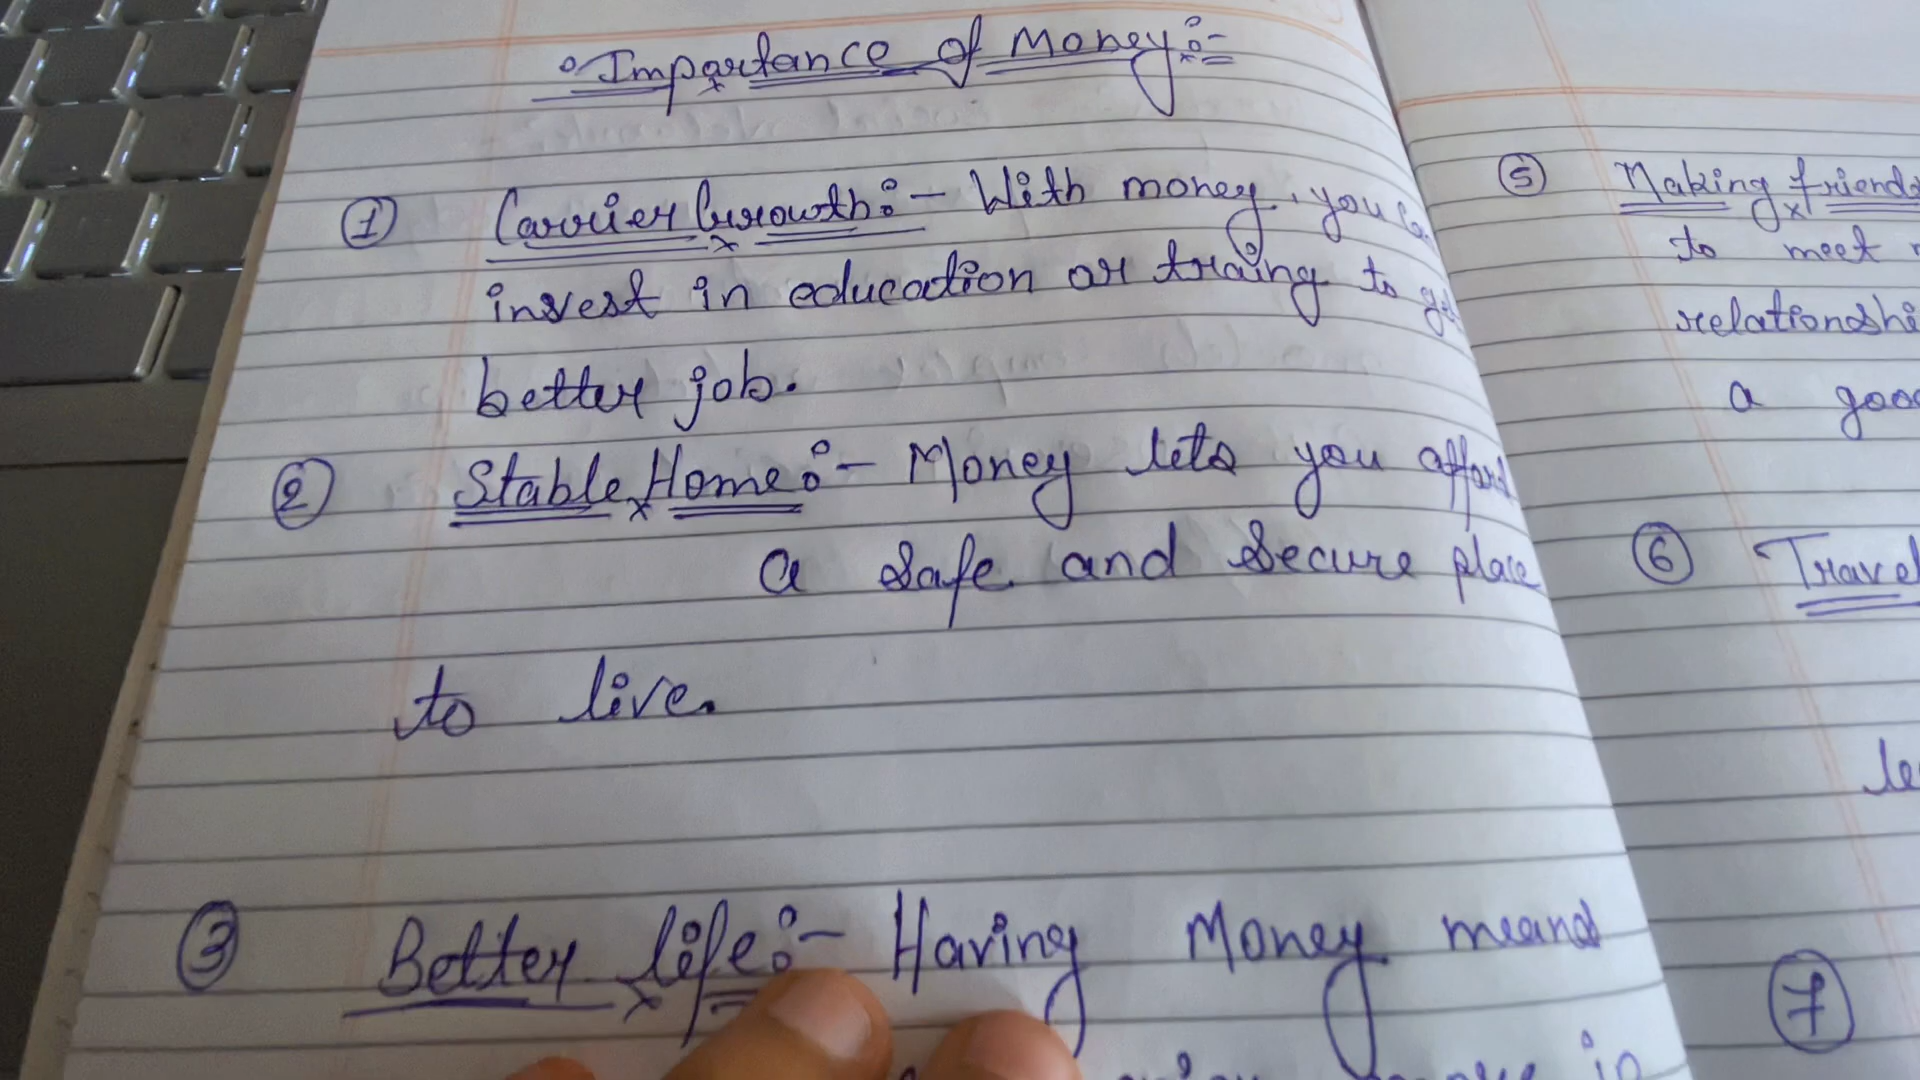 Importance of Money:-
① Carrier Growth:- With money, you
invest in education or traing to
better job.
② Stable Home:- Money lets you afford
a safe and secure place
to live.
③ Better life:- Having Money means
in
⑤ Making friends
to meet
relationshi
a
⑥ Travel
⑦